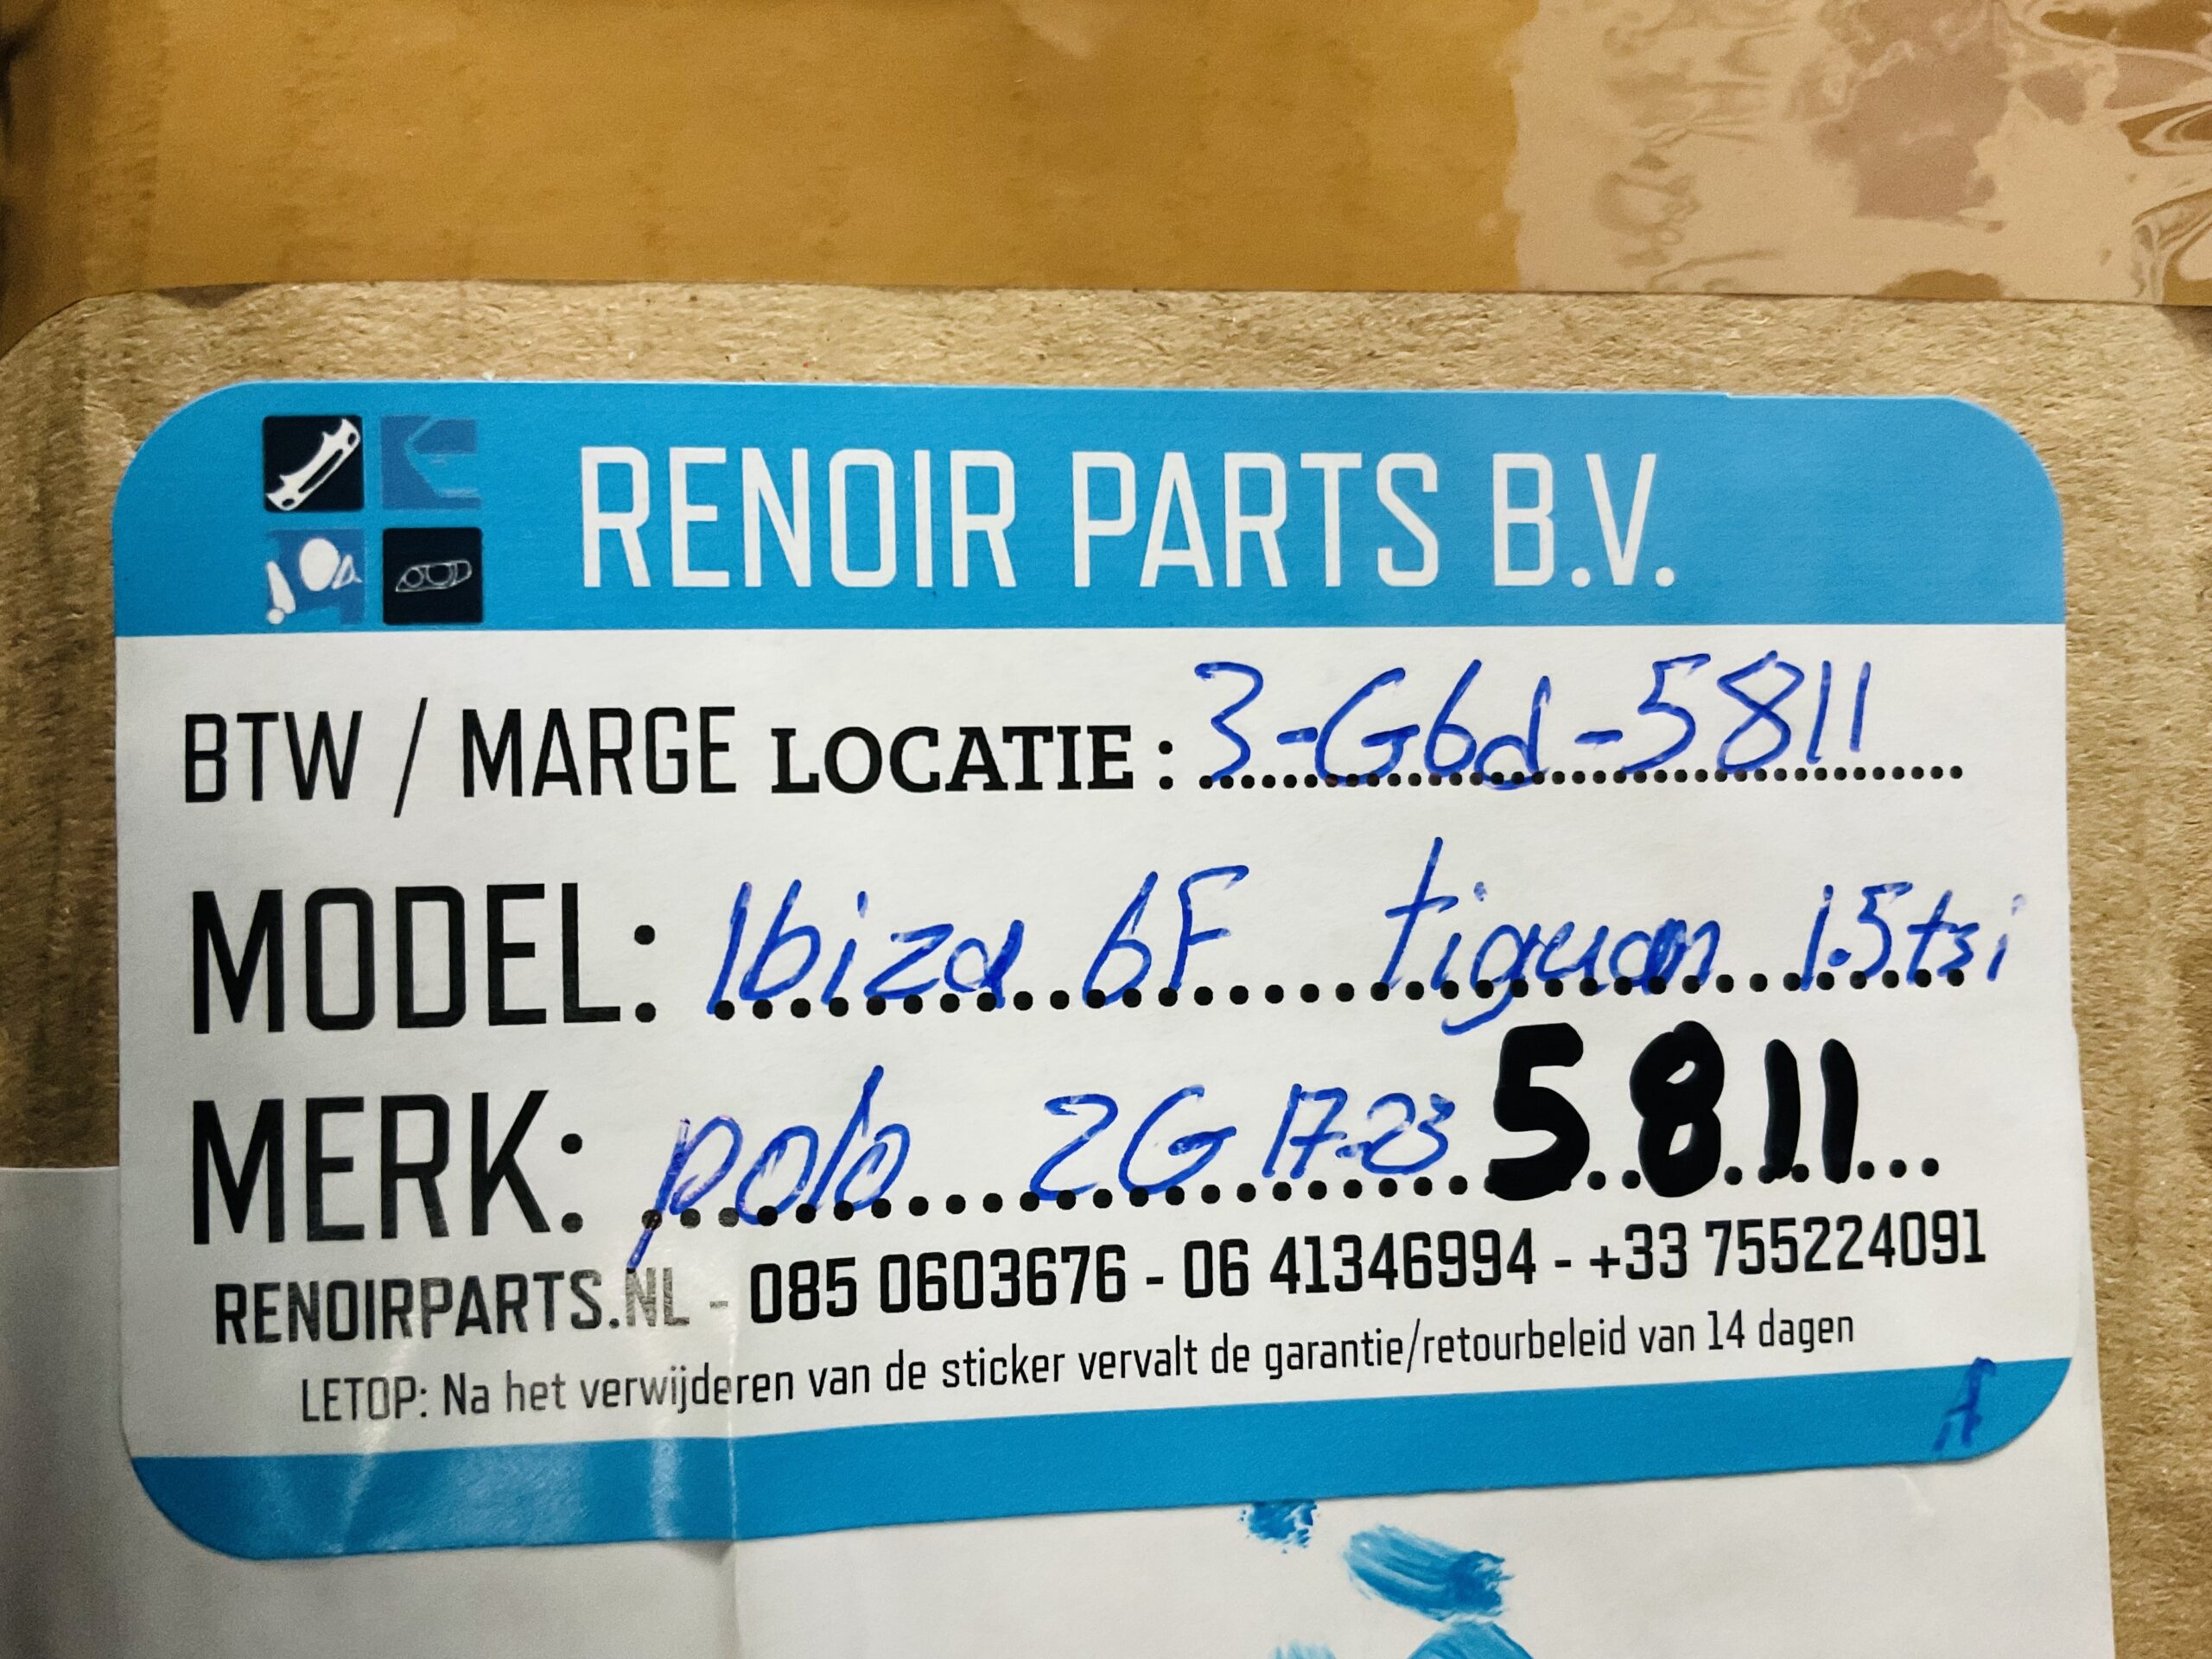 RENOIR PARTS B.V.
BTW / MARGE LOCATIE : 3-G6d-5811
MODEL: Ibiza 6F tiguan 1.5tsi
MERK: polo 2G 17-23 5811
RENOIRPARTS.NL - 085 0603676 - 06 41346994 - +33 755224091
LETOP: Na het verwijderen van de sticker vervalt de garantie/retourbeleid van 14 dagen